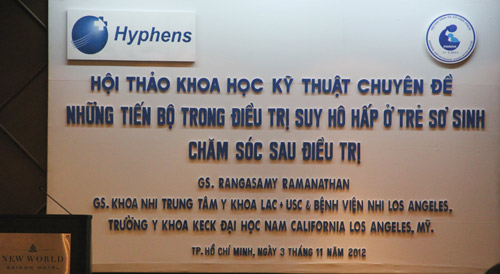 Hyphens
HỘI THẢO KHOA HỌC KỸ THUẬT CHUYÊN ĐỀ
NHỮNG TIẾN BỘ TRONG ĐIỀU TRỊ SUY HÔ HẤP Ở TRẺ SƠ SINH
CHĂM SÓC SAU ĐIỀU TRỊ
GS. RANGASAMY RAMANATHAN
GS. KHOA NHI TRUNG TÂM Y KHOA LAC + USC & BỆNH VIỆN NHI LOS ANGELES.
TRƯỜNG Y KHOA KECK ĐẠI HỌC NAM CALIFORNIA LOS ANGELES, MỸ.
TP. HỒ CHÍ MINH, NGÀY 3 THÁNG 11 NĂM 2012
NEW WORLD
SAIGON HOTEL